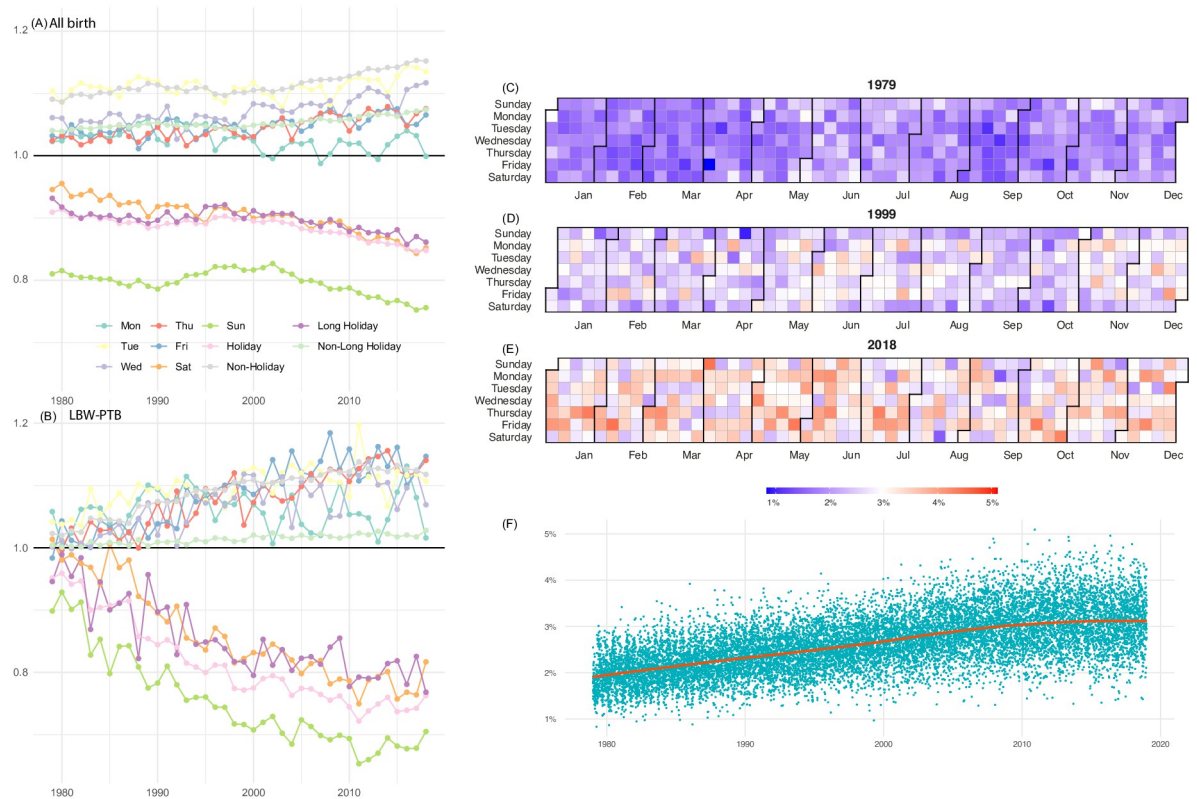 (A) All birth
1.2
1.0
0.8
Mon Thu Sun Long Holiday
Tue Fri Holiday Non-Long Holiday
Wed Sat Non-Holiday
1980 1990 2000 2010
(B) LBW-PTB
1.2
1.0
0.8
1980 1990 2000 2010
(C) 1979
Sunday
Monday
Tuesday
Wednesday
Thursday
Friday
Saturday
Jan Feb Mar Apr May Jun Jul Aug Sep Oct Nov Dec
(D) 1999
Sunday
Monday
Tuesday
Wednesday
Thursday
Friday
Saturday
Jan Feb Mar Apr May Jun Jul Aug Sep Oct Nov Dec
(E) 2018
Sunday
Monday
Tuesday
Wednesday
Thursday
Friday
Saturday
Jan Feb Mar Apr May Jun Jul Aug Sep Oct Nov Dec
1% 2% 3% 4% 5%
(F)
5%
4%
3%
2%
1%
1980 1990 2000 2010 2020